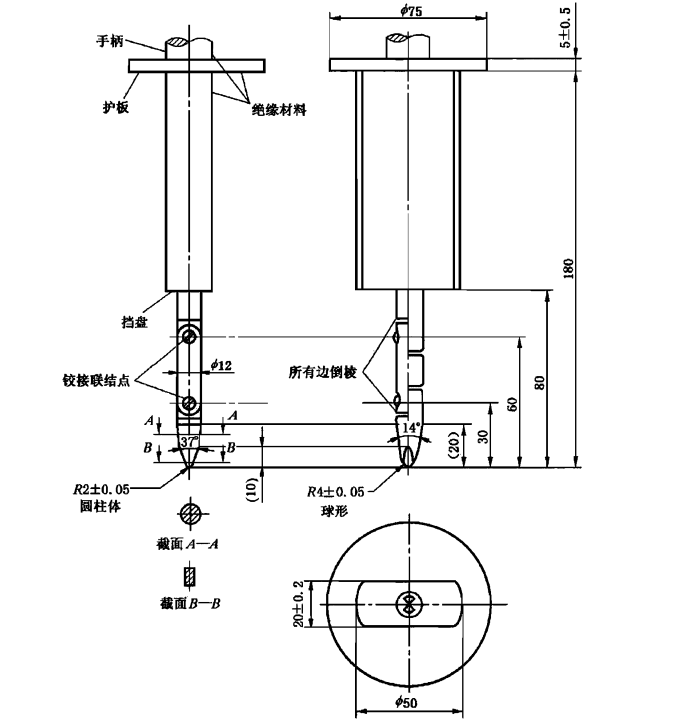 手柄
护板
绝缘材料
挡盘
铰接联结点
ϕ12
A
A
B
B
37°
(10)
R2±0.05
圆柱体
截面A—A
截面B—B
ϕ75
5±0.5
180
80
60
30
(20)
所有边倒棱
14°
R4±0.05
球形
20±0.2
ϕ50